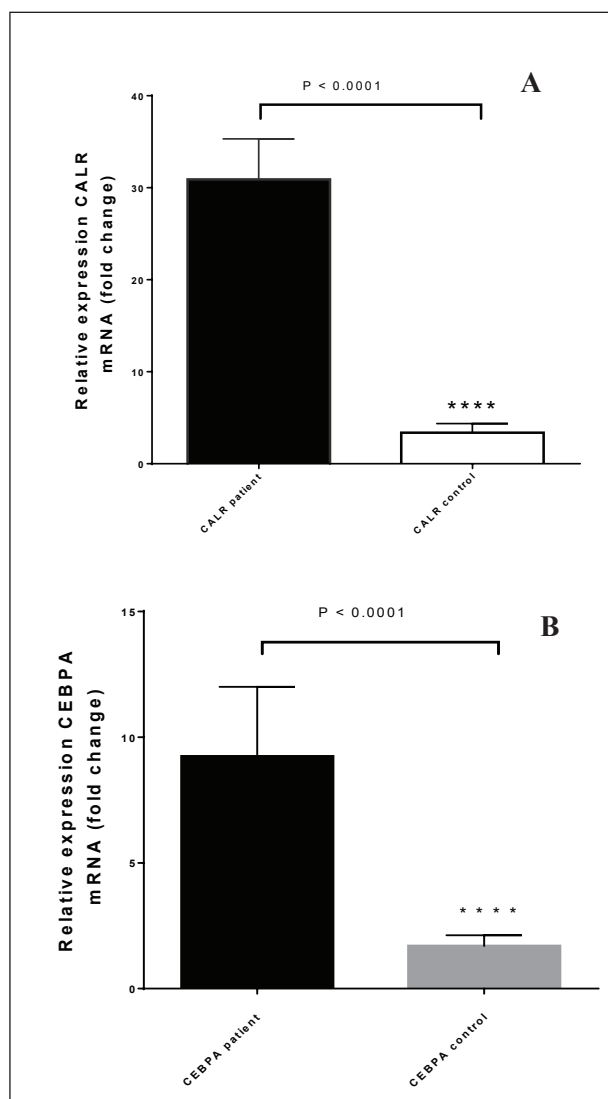 A
P < 0.0001
Relative expression CALR
mRNA (fold change)
40
30
20
10
0
****
CALR patient
CALR control
B
P < 0.0001
Relative expression CEBPA
mRNA (fold change)
15
10
5
0
* * * *
CEBPA patient
CEBPA control